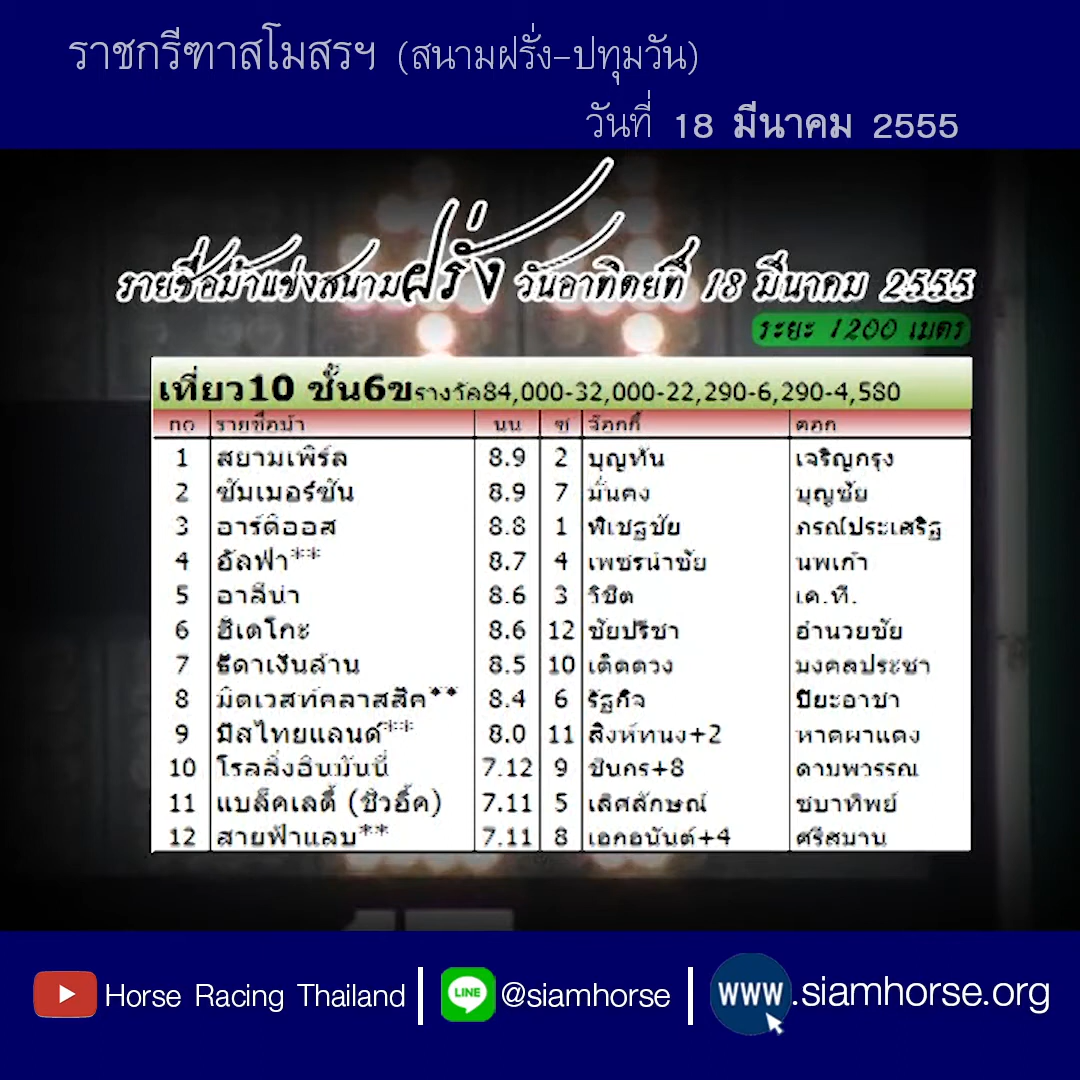 ราชกรีฑาสโมสรฯ (สนามฝรั่ง-ปทุมวัน)
วันที่ 18 มีนาคม 2555
รายชื่อม้าแข่งสนามฝรั่ง วันอาทิตย์ที่ 18 มีนาคม 2555
ระยะ 1200 เมตร
เที่ยว10 ชั้น6ข รางวัล84,000-32,000-22,290-6,290-4,580
no รายชื่อม้า นน ซ จ๊อกกี้ คอก
1 สยามเพิร์ล 8.9 2 บุญทัน เจริญกรุง
2 ซัมเมอร์ซัน 8.9 7 มั่นคง บุญชัย
3 อาร์ดิออส 8.8 1 พิเชฐชัย ภรณ์ประเสริฐ
4 อัลฟ่า** 8.7 4 เพชรนำชัย นพเก้า
5 อาลีน่า 8.6 3 วิชิต เค.ที.
6 ฮิเดโกะ 8.6 12 ชัยปรีชา อำนวยชัย
7 ธิดาเงินล้าน 8.5 10 เด็ดดวง มงคลประชา
8 มิดเวสท์คลาสสิค** 8.4 6 รัฐกิจ ปิยะอาชา
9 มิสไทยแลนด์** 8.0 11 สิงห์ทนง+2 หาดผาแดง
10 โรลลิ่งอินมันนี่ 7.12 9 ชินกร+8 ดามพวรรณ
11 แบล็คเลดี้ (ชิวอี้ค) 7.11 5 เลิศลักษณ์ ชบาทิพย์
12 สายฟ้าแลบ** 7.11 8 เอกอนันต์+4 ศรีสมาน
Horse Racing Thailand | LINE @siamhorse | www.siamhorse.org